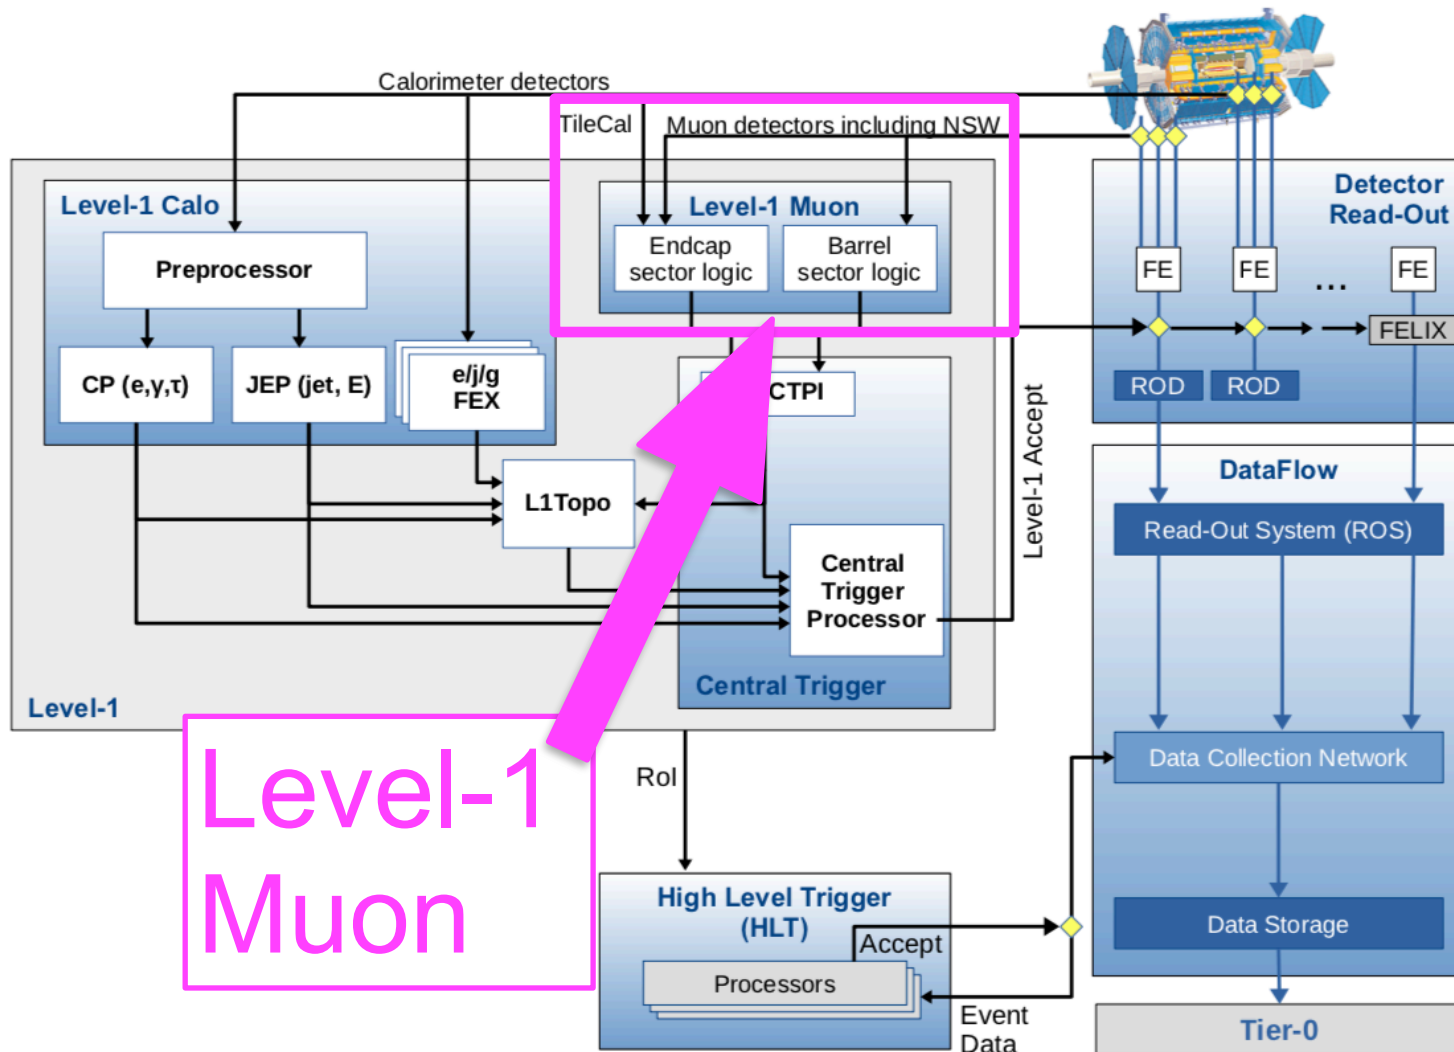 Calorimeter detectors
TileCal
Muon detectors including NSW
Level-1 Calo
Preprocessor
CP (e,γ,τ)
JEP (jet, E)
e/j/g
FEX
Level-1 Muon
Endcap
sector logic
Barrel
sector logic
CTPI
L1Topo
Central
Trigger
Processor
Central Trigger
Level-1
Level-1 Accept
Detector
Read-Out
FE
FE
...
FE
FELIX
ROD
ROD
DataFlow
Read-Out System (ROS)
Data Collection Network
Data Storage
Tier-0
Level-1
Muon
RoI
High Level Trigger
(HLT)
Accept
Processors
Event
Data